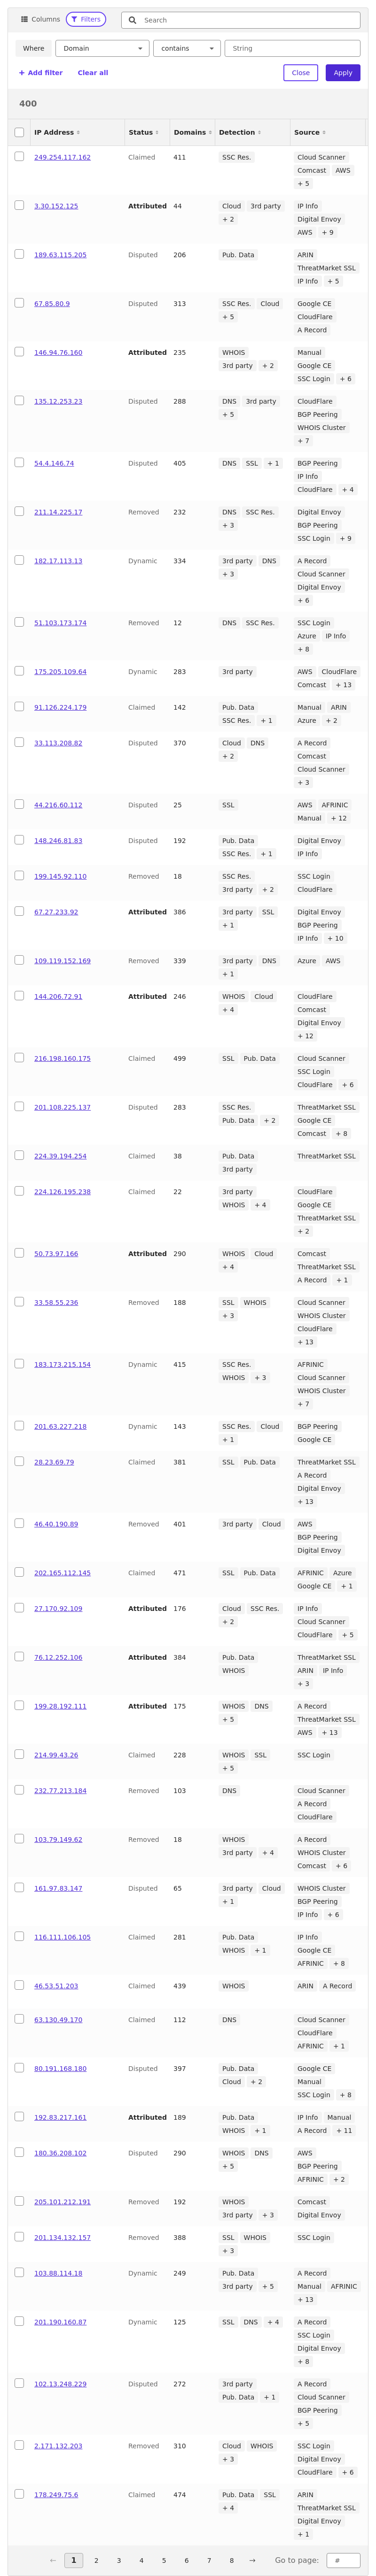 Columns Filters Search
Where Domain contains String
+ Add filter Clear all Close Apply
400
IP Address Status Domains Detection Source
249.254.117.162 Claimed 411 SSC Res. Cloud Scanner
Comcast AWS
+ 5
3.30.152.125 Attributed 44 Cloud 3rd party IP Info
+ 2 Digital Envoy
AWS + 9
189.63.115.205 Disputed 206 Pub. Data ARIN
ThreatMarket SSL
IP Info + 5
67.85.80.9 Disputed 313 SSC Res. Cloud Google CE
+ 5 CloudFlare
A Record
146.94.76.160 Attributed 235 WHOIS Manual
3rd party + 2 Google CE
SSC Login + 6
135.12.253.23 Disputed 288 DNS 3rd party CloudFlare
+ 5 BGP Peering
WHOIS Cluster
+ 7
54.4.146.74 Disputed 405 DNS SSL + 1 BGP Peering
IP Info
CloudFlare + 4
211.14.225.17 Removed 232 DNS SSC Res. Digital Envoy
+ 3 BGP Peering
SSC Login + 9
182.17.113.13 Dynamic 334 3rd party DNS A Record
+ 3 Cloud Scanner
Digital Envoy
+ 6
51.103.173.174 Removed 12 DNS SSC Res. SSC Login
Azure IP Info
+ 8
175.205.109.64 Dynamic 283 3rd party AWS CloudFlare
Comcast + 13
91.126.224.179 Claimed 142 Pub. Data Manual ARIN
SSC Res. + 1 Azure + 2
33.113.208.82 Disputed 370 Cloud DNS A Record
+ 2 Comcast
Cloud Scanner
+ 3
44.216.60.112 Disputed 25 SSL AWS AFRINIC
Manual + 12
148.246.81.83 Disputed 192 Pub. Data Digital Envoy
SSC Res. + 1 IP Info
199.145.92.110 Removed 18 SSC Res. SSC Login
3rd party + 2 CloudFlare
67.27.233.92 Attributed 386 3rd party SSL Digital Envoy
+ 1 BGP Peering
IP Info + 10
109.119.152.169 Removed 339 3rd party DNS Azure AWS
+ 1
144.206.72.91 Attributed 246 WHOIS Cloud CloudFlare
+ 4 Comcast
Digital Envoy
+ 12
216.198.160.175 Claimed 499 SSL Pub. Data Cloud Scanner
SSC Login
CloudFlare + 6
201.108.225.137 Disputed 283 SSC Res. ThreatMarket SSL
Pub. Data + 2 Google CE
Comcast + 8
224.39.194.254 Claimed 38 Pub. Data ThreatMarket SSL
3rd party
224.126.195.238 Claimed 22 3rd party CloudFlare
WHOIS + 4 Google CE
ThreatMarket SSL
+ 2
50.73.97.166 Attributed 290 WHOIS Cloud Comcast
+ 4 ThreatMarket SSL
A Record + 1
33.58.55.236 Removed 188 SSL WHOIS Cloud Scanner
+ 3 WHOIS Cluster
CloudFlare
+ 13
183.173.215.154 Dynamic 415 SSC Res. AFRINIC
WHOIS + 3 Cloud Scanner
WHOIS Cluster
+ 7
201.63.227.218 Dynamic 143 SSC Res. Cloud BGP Peering
+ 1 Google CE
28.23.69.79 Claimed 381 SSL Pub. Data ThreatMarket SSL
A Record
Digital Envoy
+ 13
46.40.190.89 Removed 401 3rd party Cloud AWS
BGP Peering
Digital Envoy
202.165.112.145 Claimed 471 SSL Pub. Data AFRINIC Azure
Google CE + 1
27.170.92.109 Attributed 176 Cloud SSC Res. IP Info
+ 2 Cloud Scanner
CloudFlare + 5
76.12.252.106 Attributed 384 Pub. Data ThreatMarket SSL
WHOIS ARIN IP Info
+ 3
199.28.192.111 Attributed 175 WHOIS DNS A Record
+ 5 ThreatMarket SSL
AWS + 13
214.99.43.26 Claimed 228 WHOIS SSL SSC Login
+ 5
232.77.213.184 Removed 103 DNS Cloud Scanner
A Record
CloudFlare
103.79.149.62 Removed 18 WHOIS A Record
3rd party + 4 WHOIS Cluster
Comcast + 6
161.97.83.147 Disputed 65 3rd party Cloud WHOIS Cluster
+ 1 BGP Peering
IP Info + 6
116.111.106.105 Claimed 281 Pub. Data IP Info
WHOIS + 1 Google CE
AFRINIC + 8
46.53.51.203 Claimed 439 WHOIS ARIN A Record
63.130.49.170 Claimed 112 DNS Cloud Scanner
CloudFlare
AFRINIC + 1
80.191.168.180 Disputed 397 Pub. Data Google CE
Cloud + 2 Manual
SSC Login + 8
192.83.217.161 Attributed 189 Pub. Data IP Info Manual
WHOIS + 1 A Record + 11
180.36.208.102 Disputed 290 WHOIS DNS AWS
+ 5 BGP Peering
AFRINIC + 2
205.101.212.191 Removed 192 WHOIS Comcast
3rd party + 3 Digital Envoy
201.134.132.157 Removed 388 SSL WHOIS SSC Login
+ 3
103.88.114.18 Dynamic 249 Pub. Data A Record
3rd party + 5 Manual AFRINIC
+ 13
201.190.160.87 Dynamic 125 SSL DNS + 4 A Record
SSC Login
Digital Envoy
+ 8
102.13.248.229 Disputed 272 3rd party A Record
Pub. Data + 1 Cloud Scanner
BGP Peering
+ 5
2.171.132.203 Removed 310 Cloud WHOIS SSC Login
+ 3 Digital Envoy
CloudFlare + 6
178.249.75.6 Claimed 474 Pub. Data SSL ARIN
+ 4 ThreatMarket SSL
Digital Envoy
+ 1
← 1 2 3 4 5 6 7 8 → Go to page: #